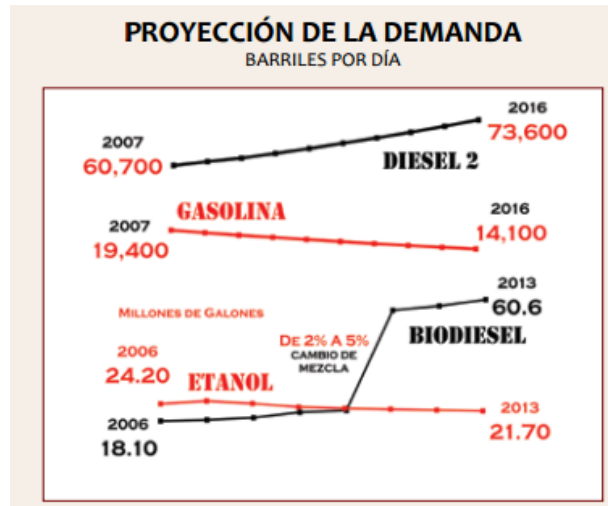 PROYECCIÓN DE LA DEMANDA
BARRILES POR DÍA
2007
60,700
2016
73,600
DIESEL 2
GASOLINA
2007
19,400
2016
14,100
MILLONES DE GALONES
DE 2% A 5%
CAMBIO DE
MEZCLA
2013
60.6
BIODIESEL
2006
24.20
ETANOL
2006
18.10
2013
21.70